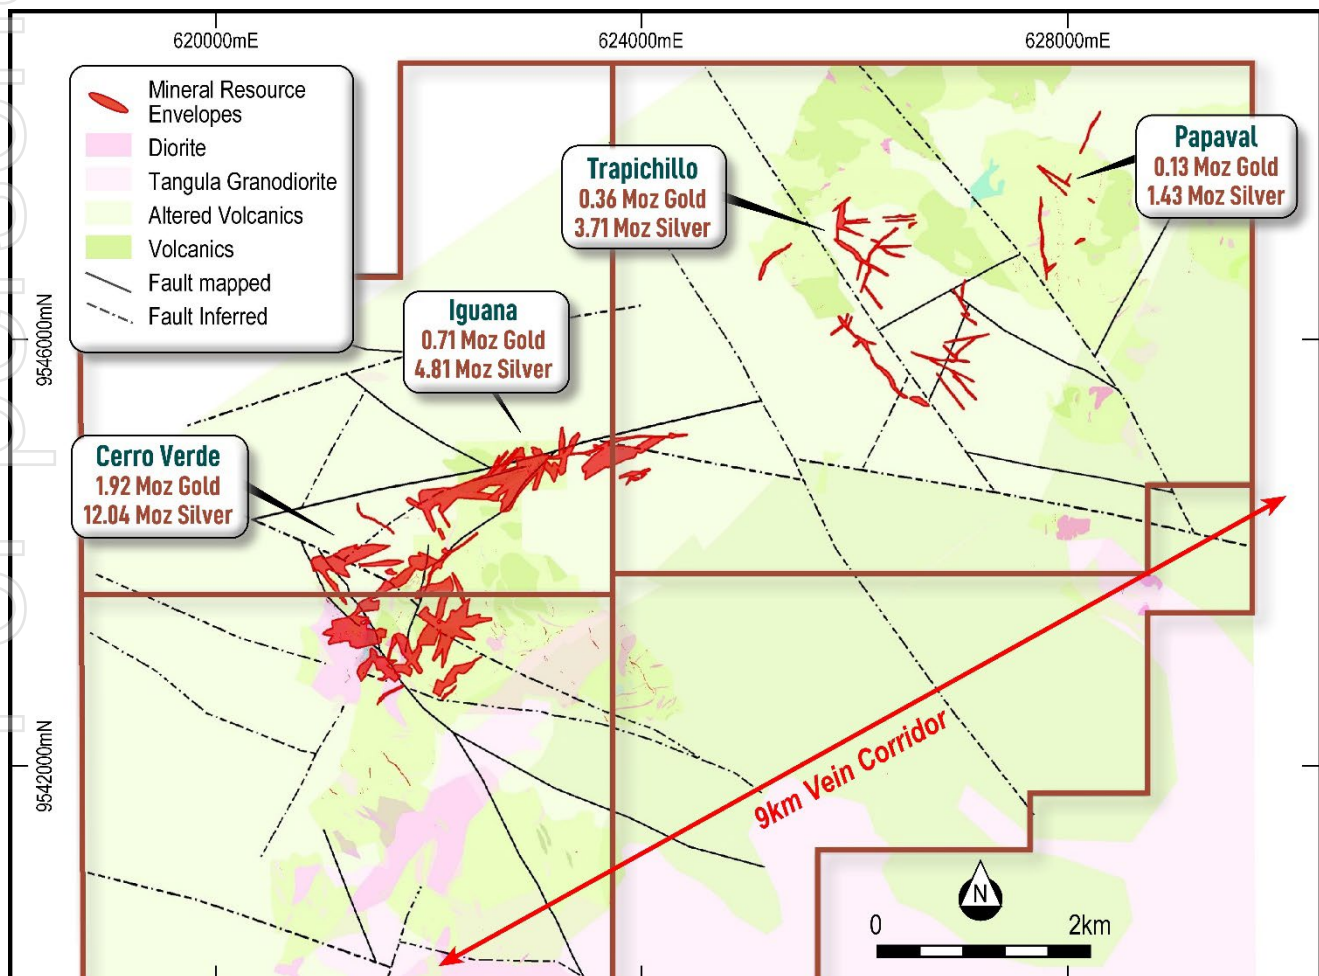 620000mE
624000mE
628000mE
Mineral Resource
Envelopes
Diorite
Tangula Granodiorite
Altered Volcanics
Volcanics
Fault mapped
Fault Inferred
Papaval
0.13 Moz Gold
1.43 Moz Silver
Trapichillo
0.36 Moz Gold
3.71 Moz Silver
Iguana
0.71 Moz Gold
4.81 Moz Silver
9546000mN
Cerro Verde
1.92 Moz Gold
12.04 Moz Silver
9542000mN
9km Vein Corridor
N
0
2km